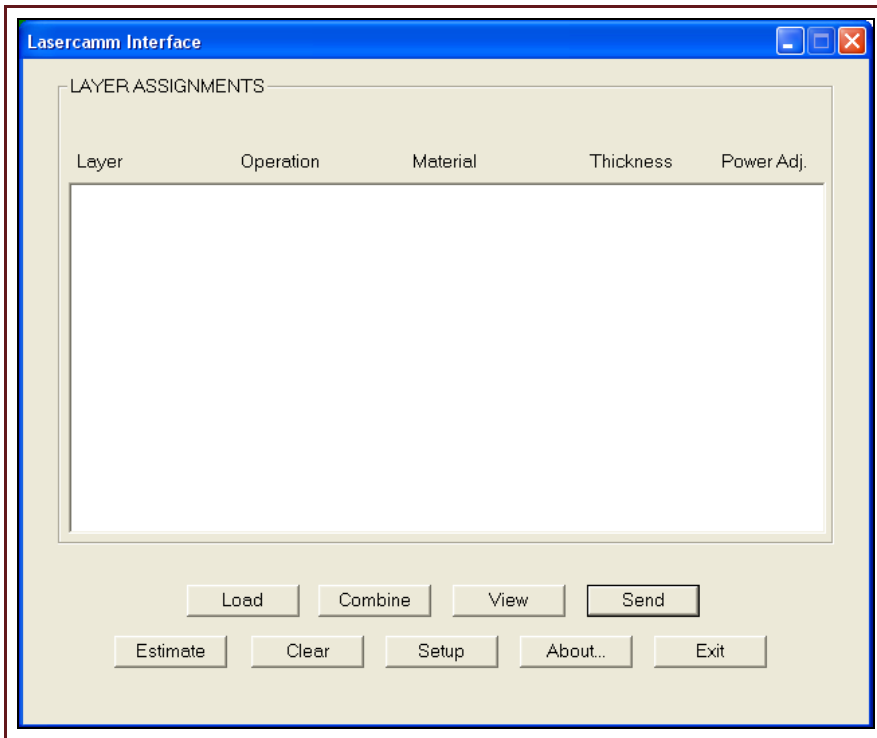 Lasercamm Interface
LAYER ASSIGNMENTS
Layer Operation Material Thickness Power Adj.
Load Combine View Send
Estimate Clear Setup About... Exit